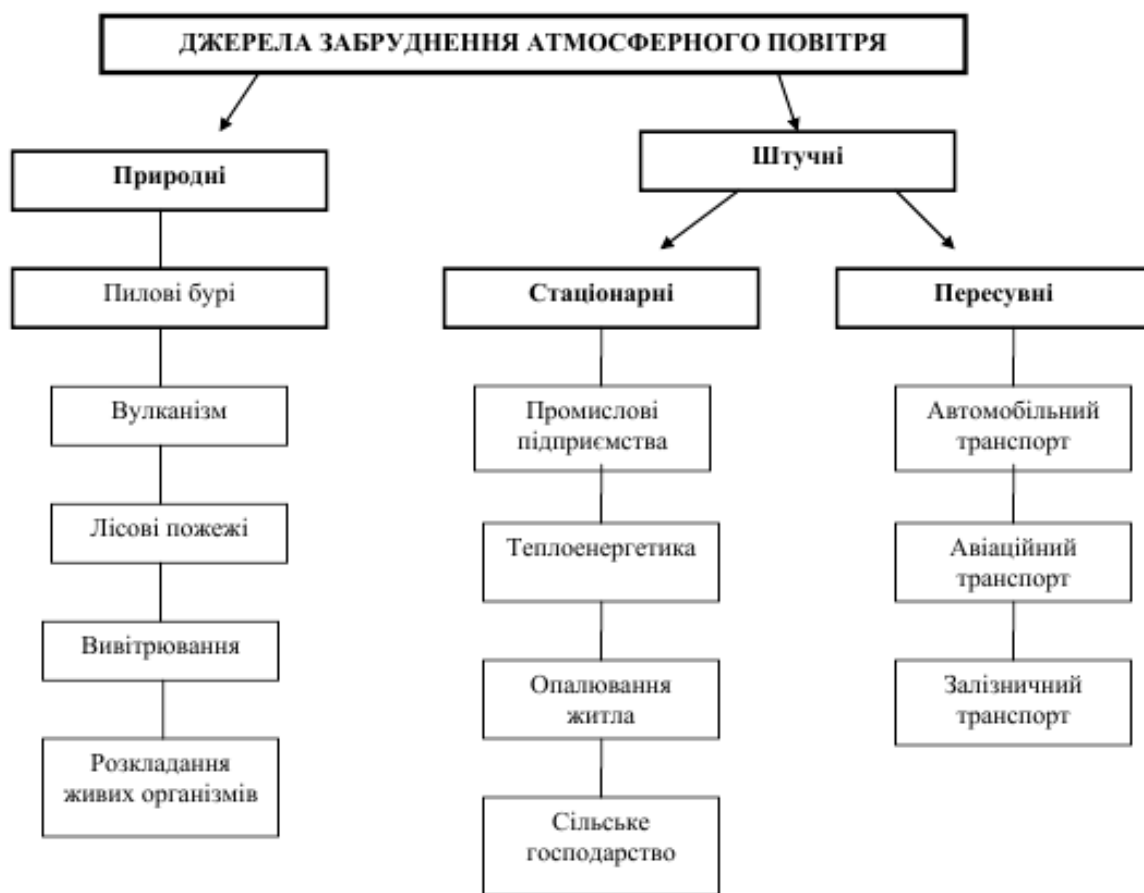 ДЖЕРЕЛА ЗАБРУДНЕННЯ АТМОСФЕРНОГО ПОВІТРЯ
Природні
Штучні
Пилові бурі
Стаціонарні
Пересувні
Вулканізм
Промислові
підприємства
Автомобільний
транспорт
Лісові пожежі
Теплоенергетика
Авіаційний
транспорт
Вивітрювання
Опалювання
житла
Залізничний
транспорт
Розкладання
живих організмів
Сільське
господарство